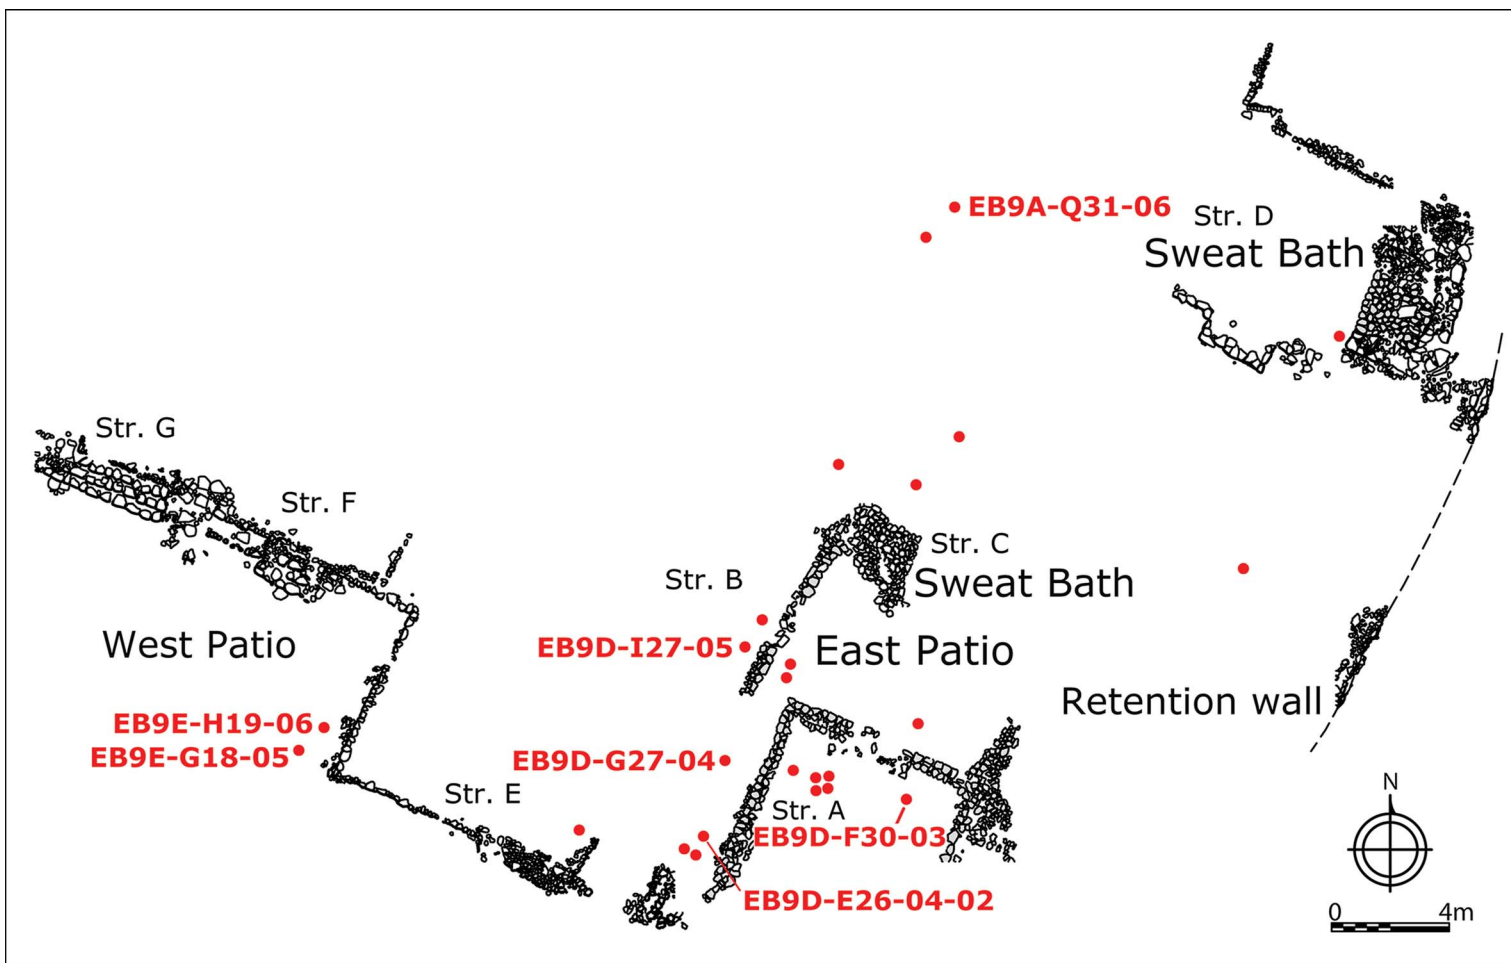 EB9A-Q31-06
Str. D
Sweat Bath
Str. G
Str. F
Str. C
Sweat Bath
Str. B
West Patio
EB9D-I27-05
East Patio
Retention wall
EB9E-H19-06
EB9E-G18-05
EB9D-G27-04
Str. E
Str. A
EB9D-F30-03
EB9D-E26-04-02
N
0 4m